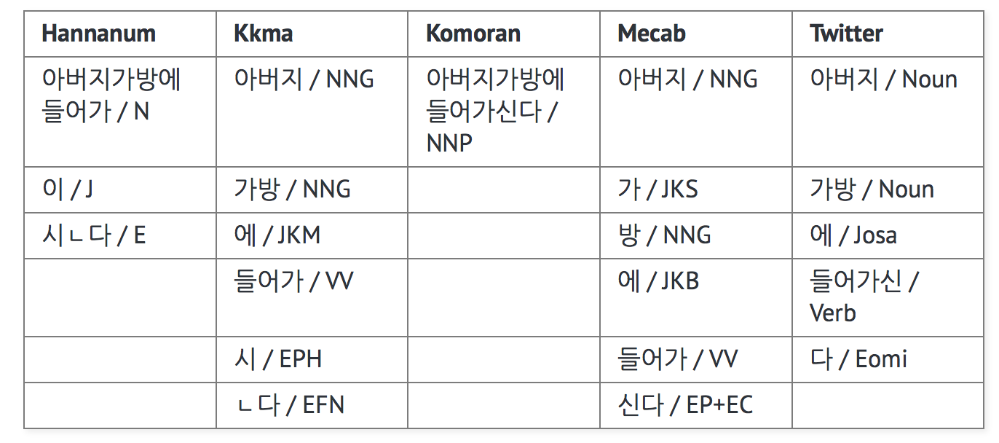 Hannanum Kkma Komoran Mecab Twitter
아버지가방에 아버지 / NNG 아버지가방에 아버지 / NNG 아버지 / Noun
들어가 / N 들어가신다 /
NNP
이 / J 가방 / NNG 가 / JKS 가방 / Noun
시ㄴ다 / E 에 / JKM 방 / NNG 에 / Josa
들어가 / VV 에 / JKB 들어가신 /
Verb
시 / EPH 들어가 / VV 다 / Eomi
ㄴ다 / EFN 신다 / EP+EC